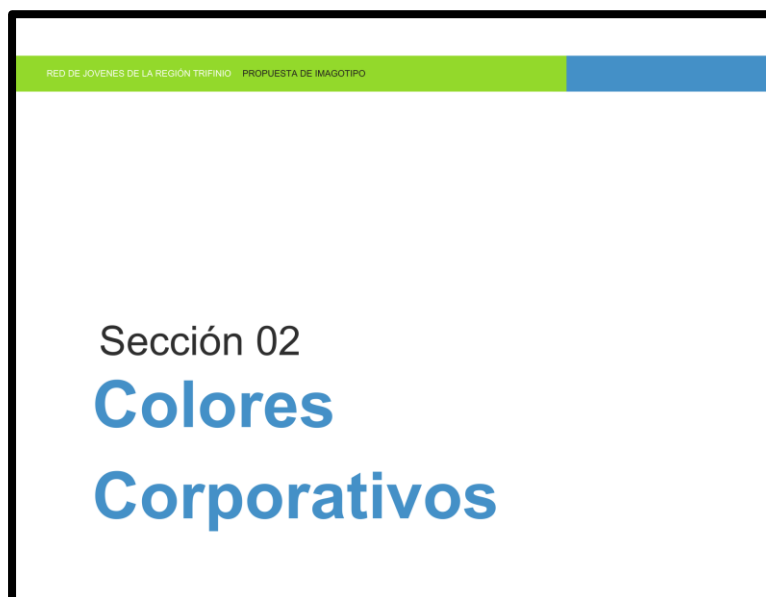 RED DE JOVENES DE LA REGIÓN TRIFINIO PROPUESTA DE IMAGOTIPO
Sección 02
Colores
Corporativos